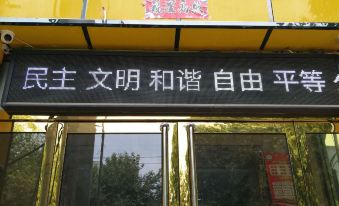 民主 文明 和谐 自由 平等